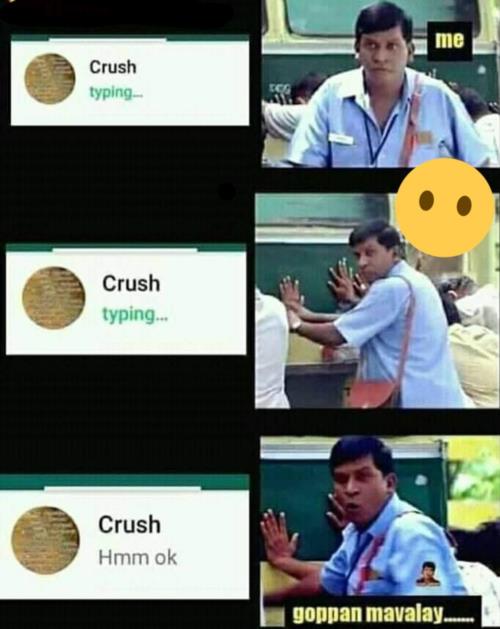 Crush
typing...
me
Crush
typing...
Crush
Hmm ok
goppan mavalay.......